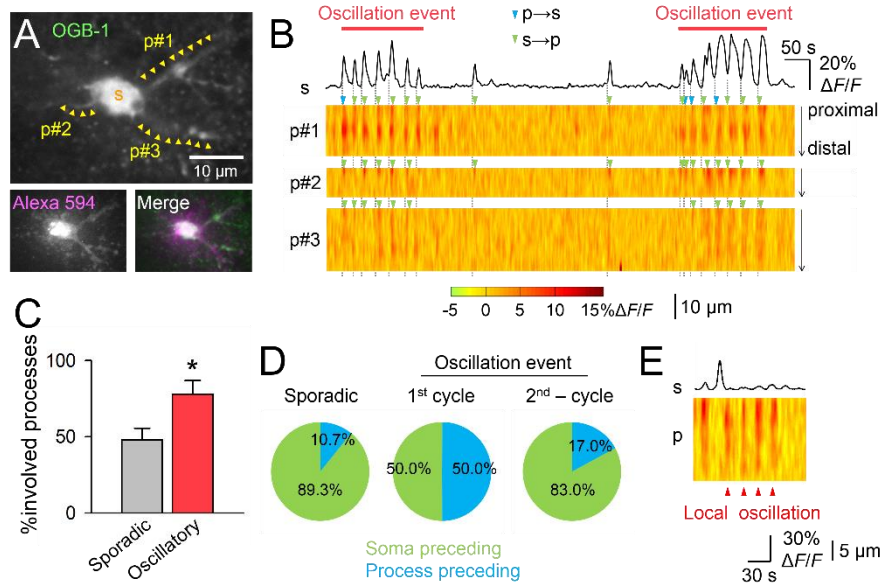 A
OGB-1
p#1
s
p#2
p#3
10 µm
Alexa 594
Merge
B
Oscillation event
Oscillation event
p→s
s→p
50 s
20%
ΔF/F
s
p#1
proximal
distal
p#2
p#3
-5 0 5 10 15%ΔF/F
10 µm
C
%involved processes
100
50
0
*
Sporadic
Oscillatory
D
Oscillation event
Sporadic
1st cycle
2nd – cycle
10.7%
89.3%
50.0% 50.0%
17.0%
83.0%
Soma preceding
Process preceding
E
s
p
Local oscillation
30%
ΔF/F
30 s
5 µm